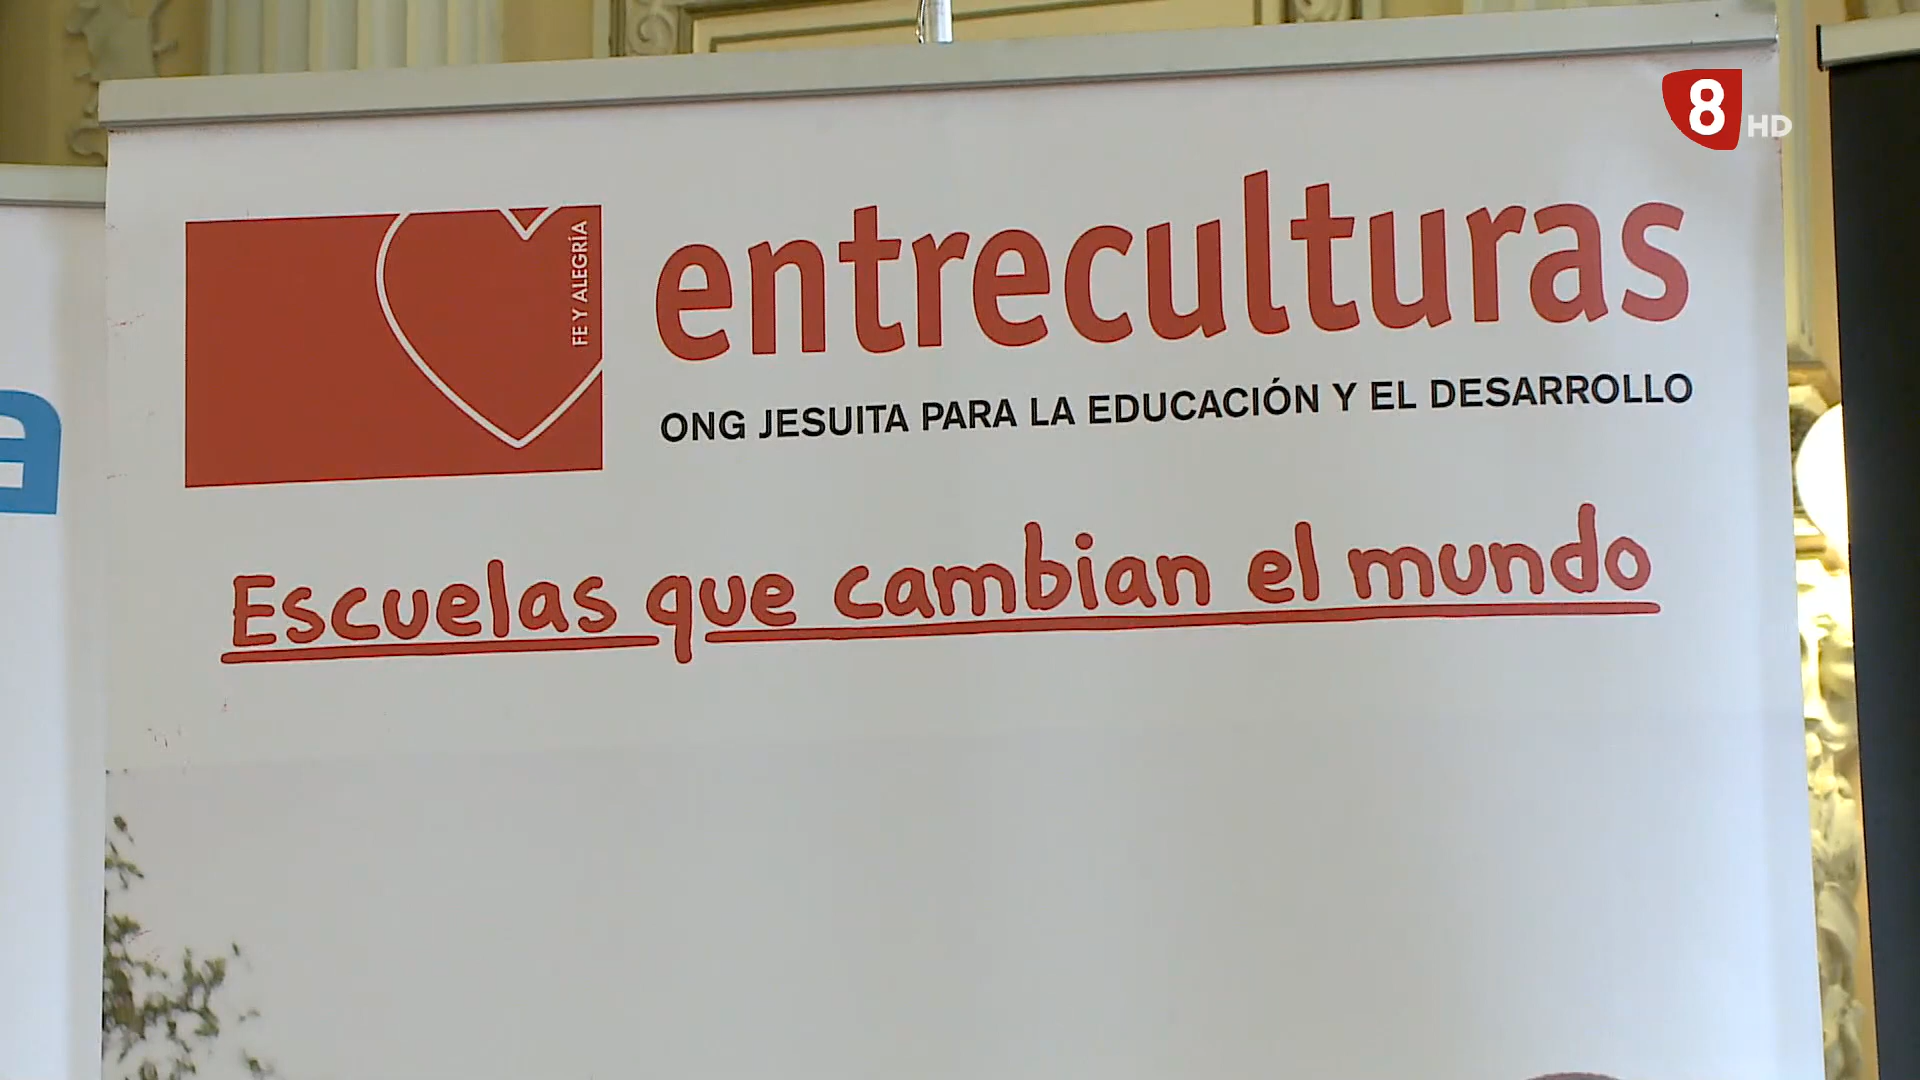 8 HD
FE Y ALEGRÍA
entreculturas
ONG JESUITA PARA LA EDUCACIÓN Y EL DESARROLLO
Escuelas que cambian el mundo
a